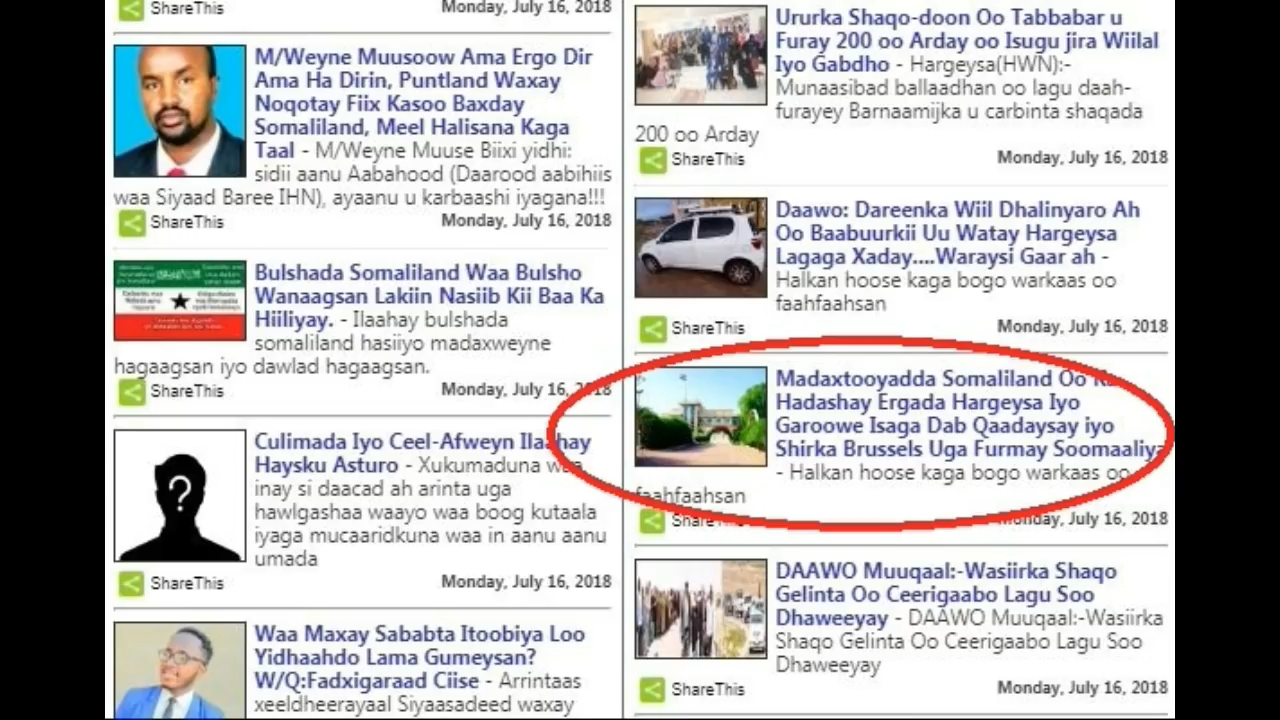 ShareThis
Monday, July 16, 2018
M/Weyne Muusoow Ama Ergo Dir
Ama Ha Dirin, Puntland Waxay
Noqotay Fiix Kasoo Baxday
Somaliland, Meel Halisana Kaga
Taal - M/Weyne Muuse Biixi yidhi:
sidii aanu Aabahood (Daarood aabihiis
waa Siyaad Baree IHN), ayaanu u karbaashi iyagana!!!
ShareThis
Monday, July 16, 2018
Bulshada Somaliland Waa Bulsho
Wanaagsan Lakiin Nasiib Kii Baa Ka
Hiiliyay. - Ilaahay bulshada
somaliland hasiiyo madaxweyne
hagaagsan iyo dawlad hagaagsan.
ShareThis
Monday, July 16, 2018
Culimada Iyo Ceel-Afweyn Ilaahay
Haysku Asturo - Xukumaduna waa
inay si daacad ah arinta uga
hawlgashaa waayo waa boog kutaala
iyaga mucaaridkuna waa in aanu aanu
umada
ShareThis
Monday, July 16, 2018
Waa Maxay Sababta Itoobiya Loo
Yidhaahdo Lama Gumeysan?
W/Q:Fadxigaraad Ciise - Arrintaas
xeeldheerayaal Siyaasadeed waxay
Ururka Shaqo-doon Oo Tabbabar u
Furay 200 oo Arday oo Isugu jira Wiilal
Iyo Gabdho - Hargeysa(HWN):-
Munaasibad ballaadhan oo lagu daah-
furayey Barnaamijka u carbinta shaqada
200 oo Arday
ShareThis
Monday, July 16, 2018
Daawo: Dareenka Wiil Dhalinyaro Ah
Oo Baabuurkii Uu Watay Hargeysa
Lagaga Xaday....Waraysi Gaar ah -
Halkan hoose kaga bogo warkaas oo
faahfaahsan
ShareThis
Monday, July 16, 2018
Madaxtooyadda Somaliland Oo
Hadashay Ergada Hargeysa Iyo
Garoowe Isaga Dab Qaadaysay iyo
Shirka Brussels Uga Furmay Soomaaliya
- Halkan hoose kaga bogo warkaas oo
faahfaahsan
ShareThis
Monday, July 16, 2018
DAAWO Muuqaal:-Wasiirka Shaqo
Gelinta Oo Ceerigaabo Lagu Soo
Dhaweeyay - DAAWO Muuqaal:-Wasiirka
Shaqo Gelinta Oo Ceerigaabo Lagu Soo
Dhaweeyay
ShareThis
Monday, July 16, 2018